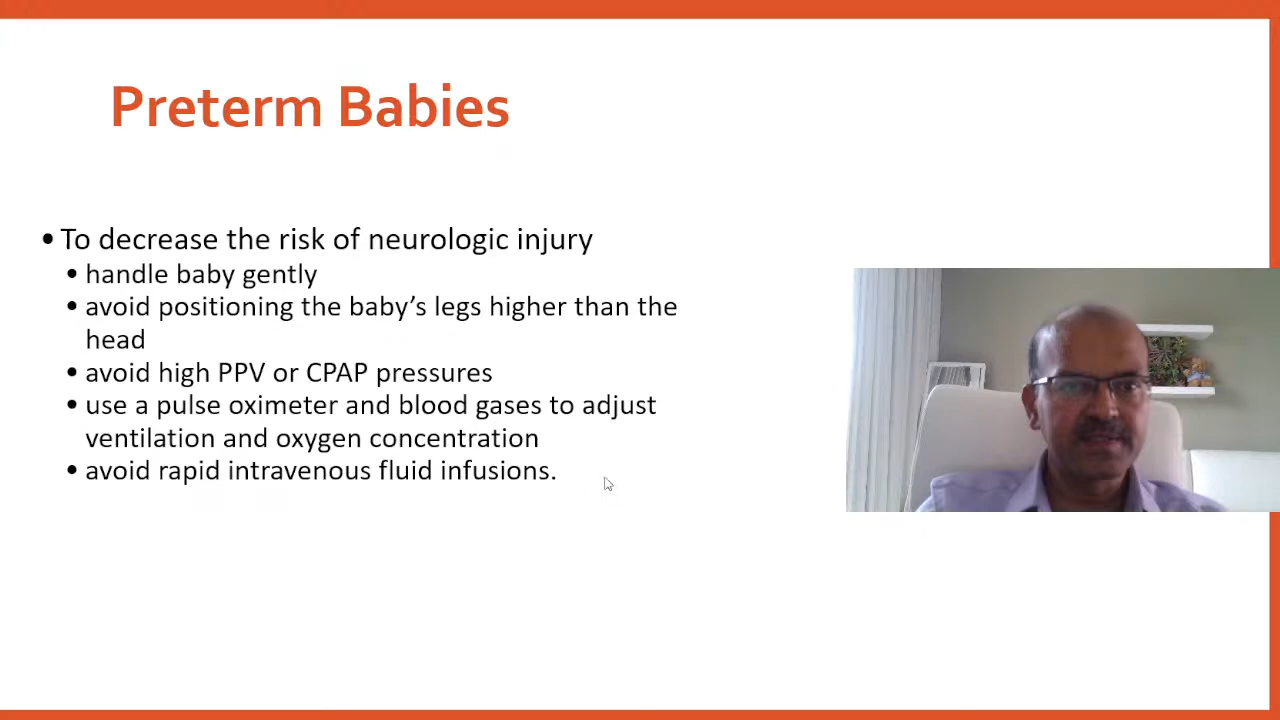 Preterm Babies
• To decrease the risk of neurologic injury
• handle baby gently
• avoid positioning the baby's legs higher than the
head
• avoid high PPV or CPAP pressures
• use a pulse oximeter and blood gases to adjust
ventilation and oxygen concentration
• avoid rapid intravenous fluid infusions.